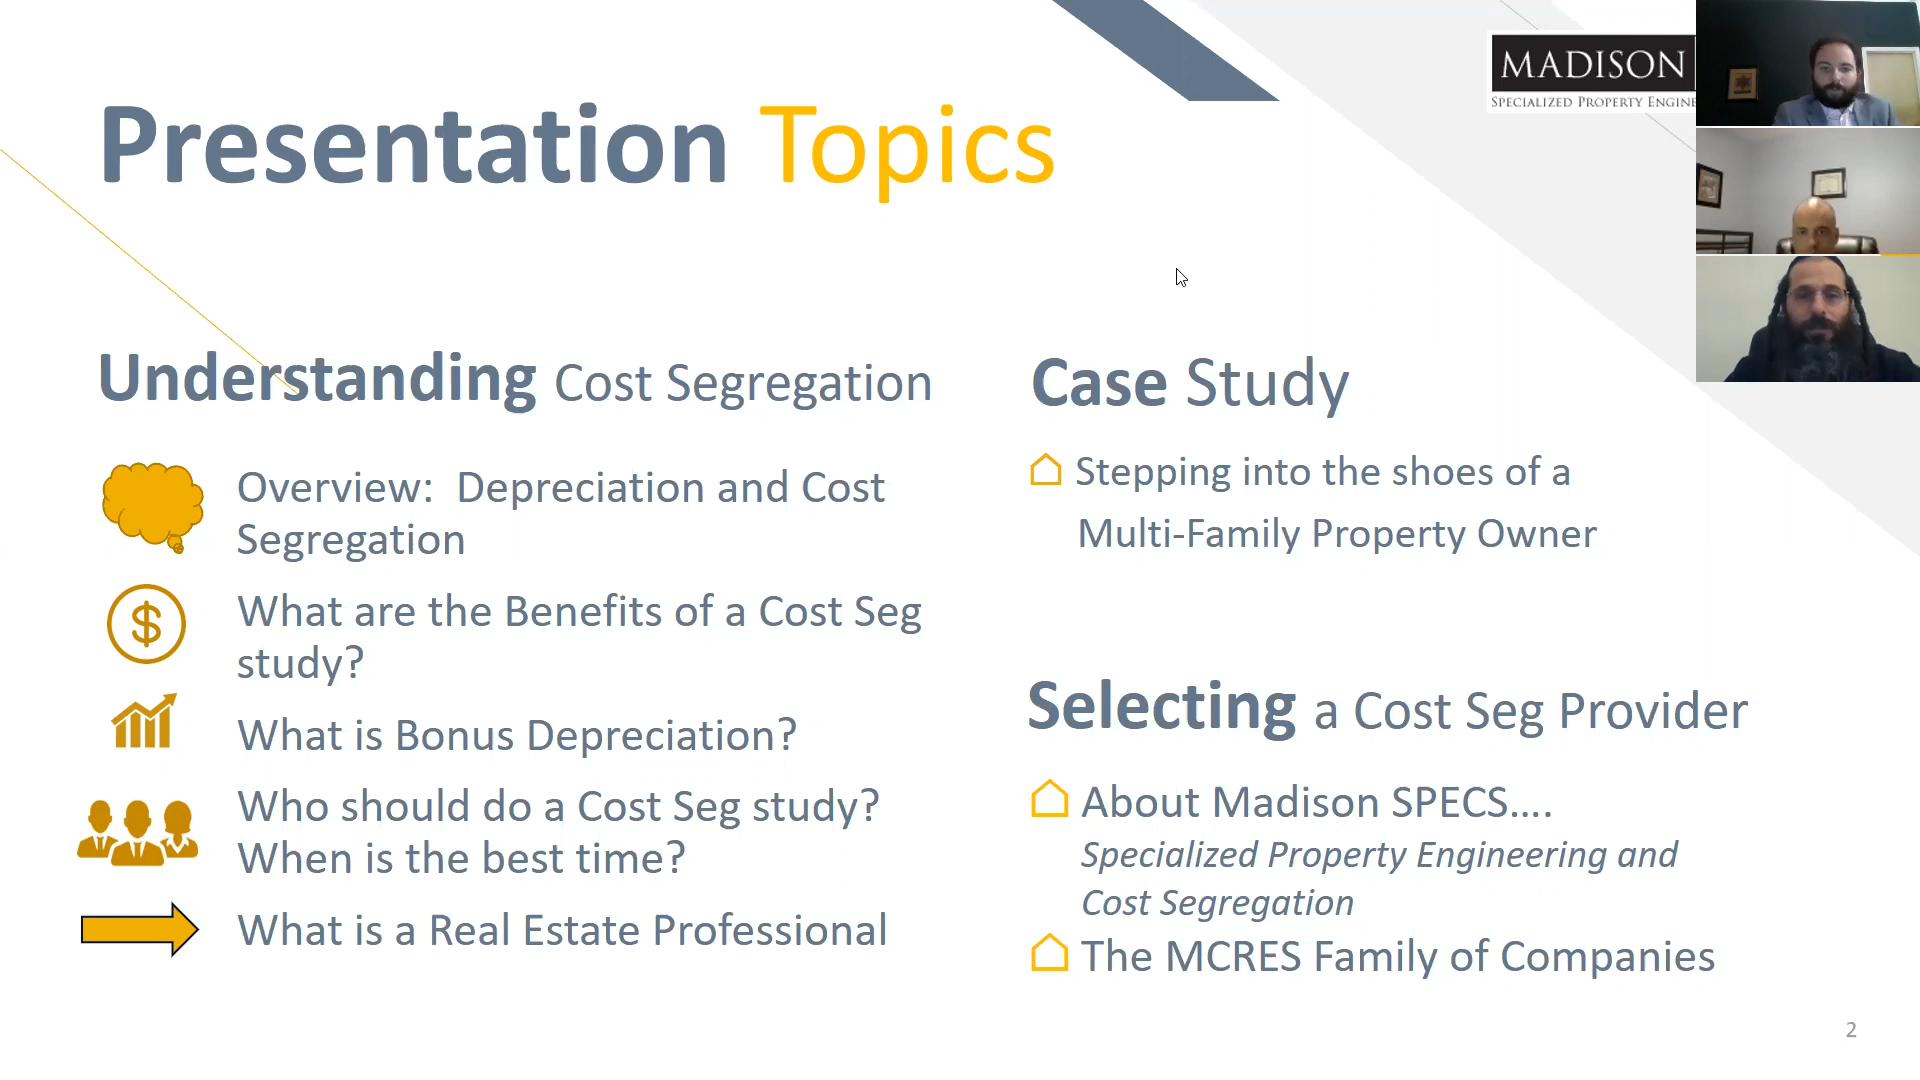 Presentation Topics
MADISON
SPECIALIZED PROPERTY ENGINE
Understanding Cost Segregation
Overview:  Depreciation and Cost
Segregation
$
What are the Benefits of a Cost Seg
study?
What is Bonus Depreciation?
Who should do a Cost Seg study?
When is the best time?
What is a Real Estate Professional
Case Study
Stepping into the shoes of a
Multi-Family Property Owner
Selecting a Cost Seg Provider
About Madison SPECS....
Specialized Property Engineering and
Cost Segregation
The MCRES Family of Companies
2